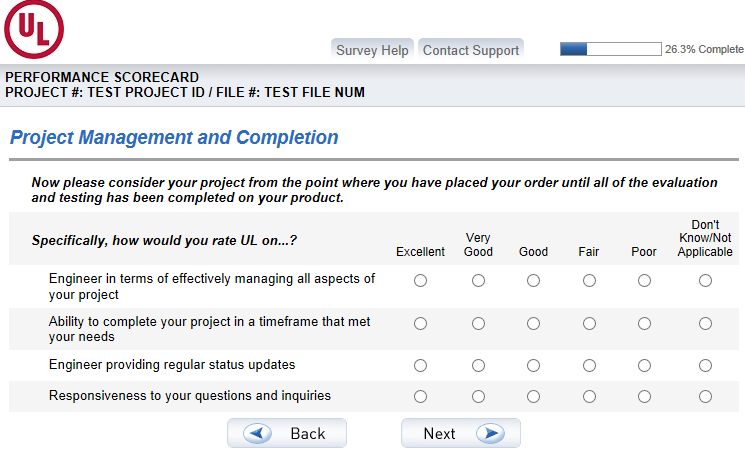 UL
Survey Help
Contact Support
26.3% Complete
PERFORMANCE SCORECARD
PROJECT #: TEST PROJECT ID / FILE #: TEST FILE NUM
Project Management and Completion
Now please consider your project from the point where you have placed your order until all of the evaluation
and testing has been completed on your product.
Specifically, how would you rate UL on...?
Excellent
Very
Good
Good
Fair
Poor
Don't
Know/Not
Applicable
Engineer in terms of effectively managing all aspects of
your project
Ability to complete your project in a timeframe that met
your needs
Engineer providing regular status updates
Responsiveness to your questions and inquiries
Back
Next